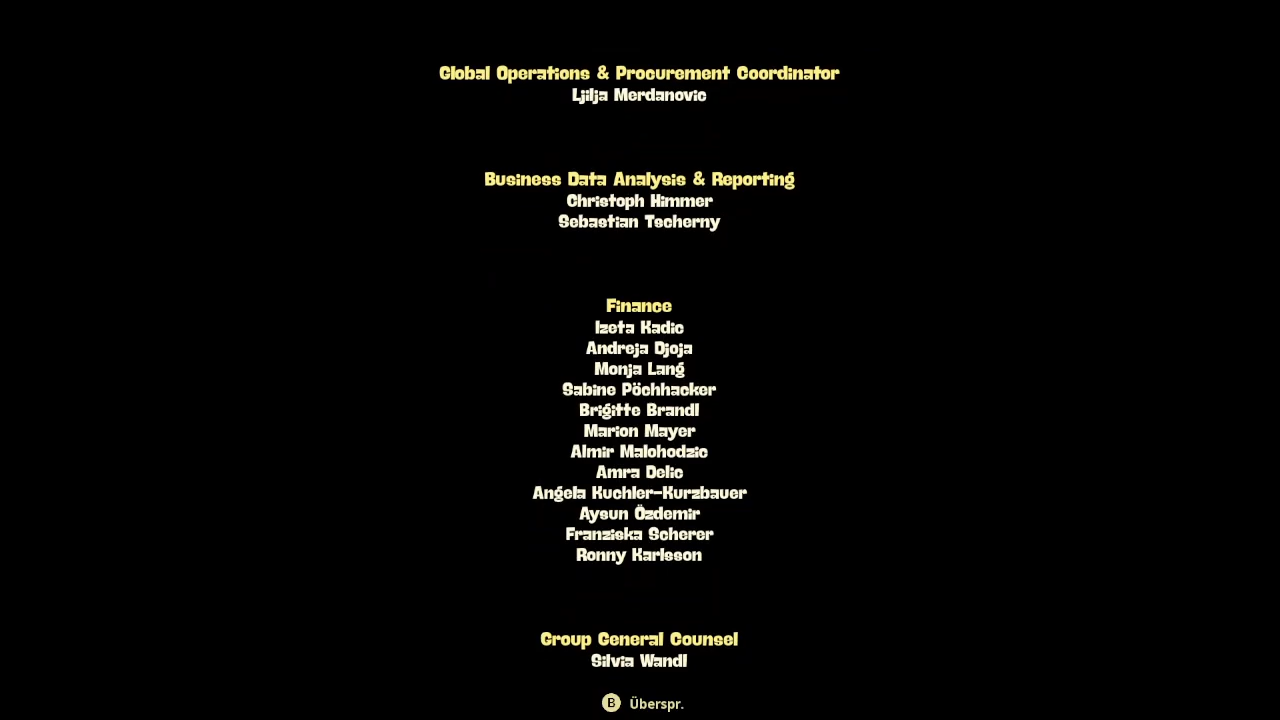 Global Operations & Procurement Coordinator
Ljilja Merdanovic
Business Data Analysis & Reporting
Christoph Himmer
Sebastian Tscherny
Finance
Izeta Kadic
Andreja Djoja
Monja Lang
Sabine Pöchhacker
Brigitte Brandl
Marion Mayer
Almir Malohodzic
Amra Delic
Angela Kuchler-Kurzbauer
Aysun Özdemir
Franziska Scherer
Ronny Karlsson
Group General Counsel
Silvia Wandl
B Überspr.